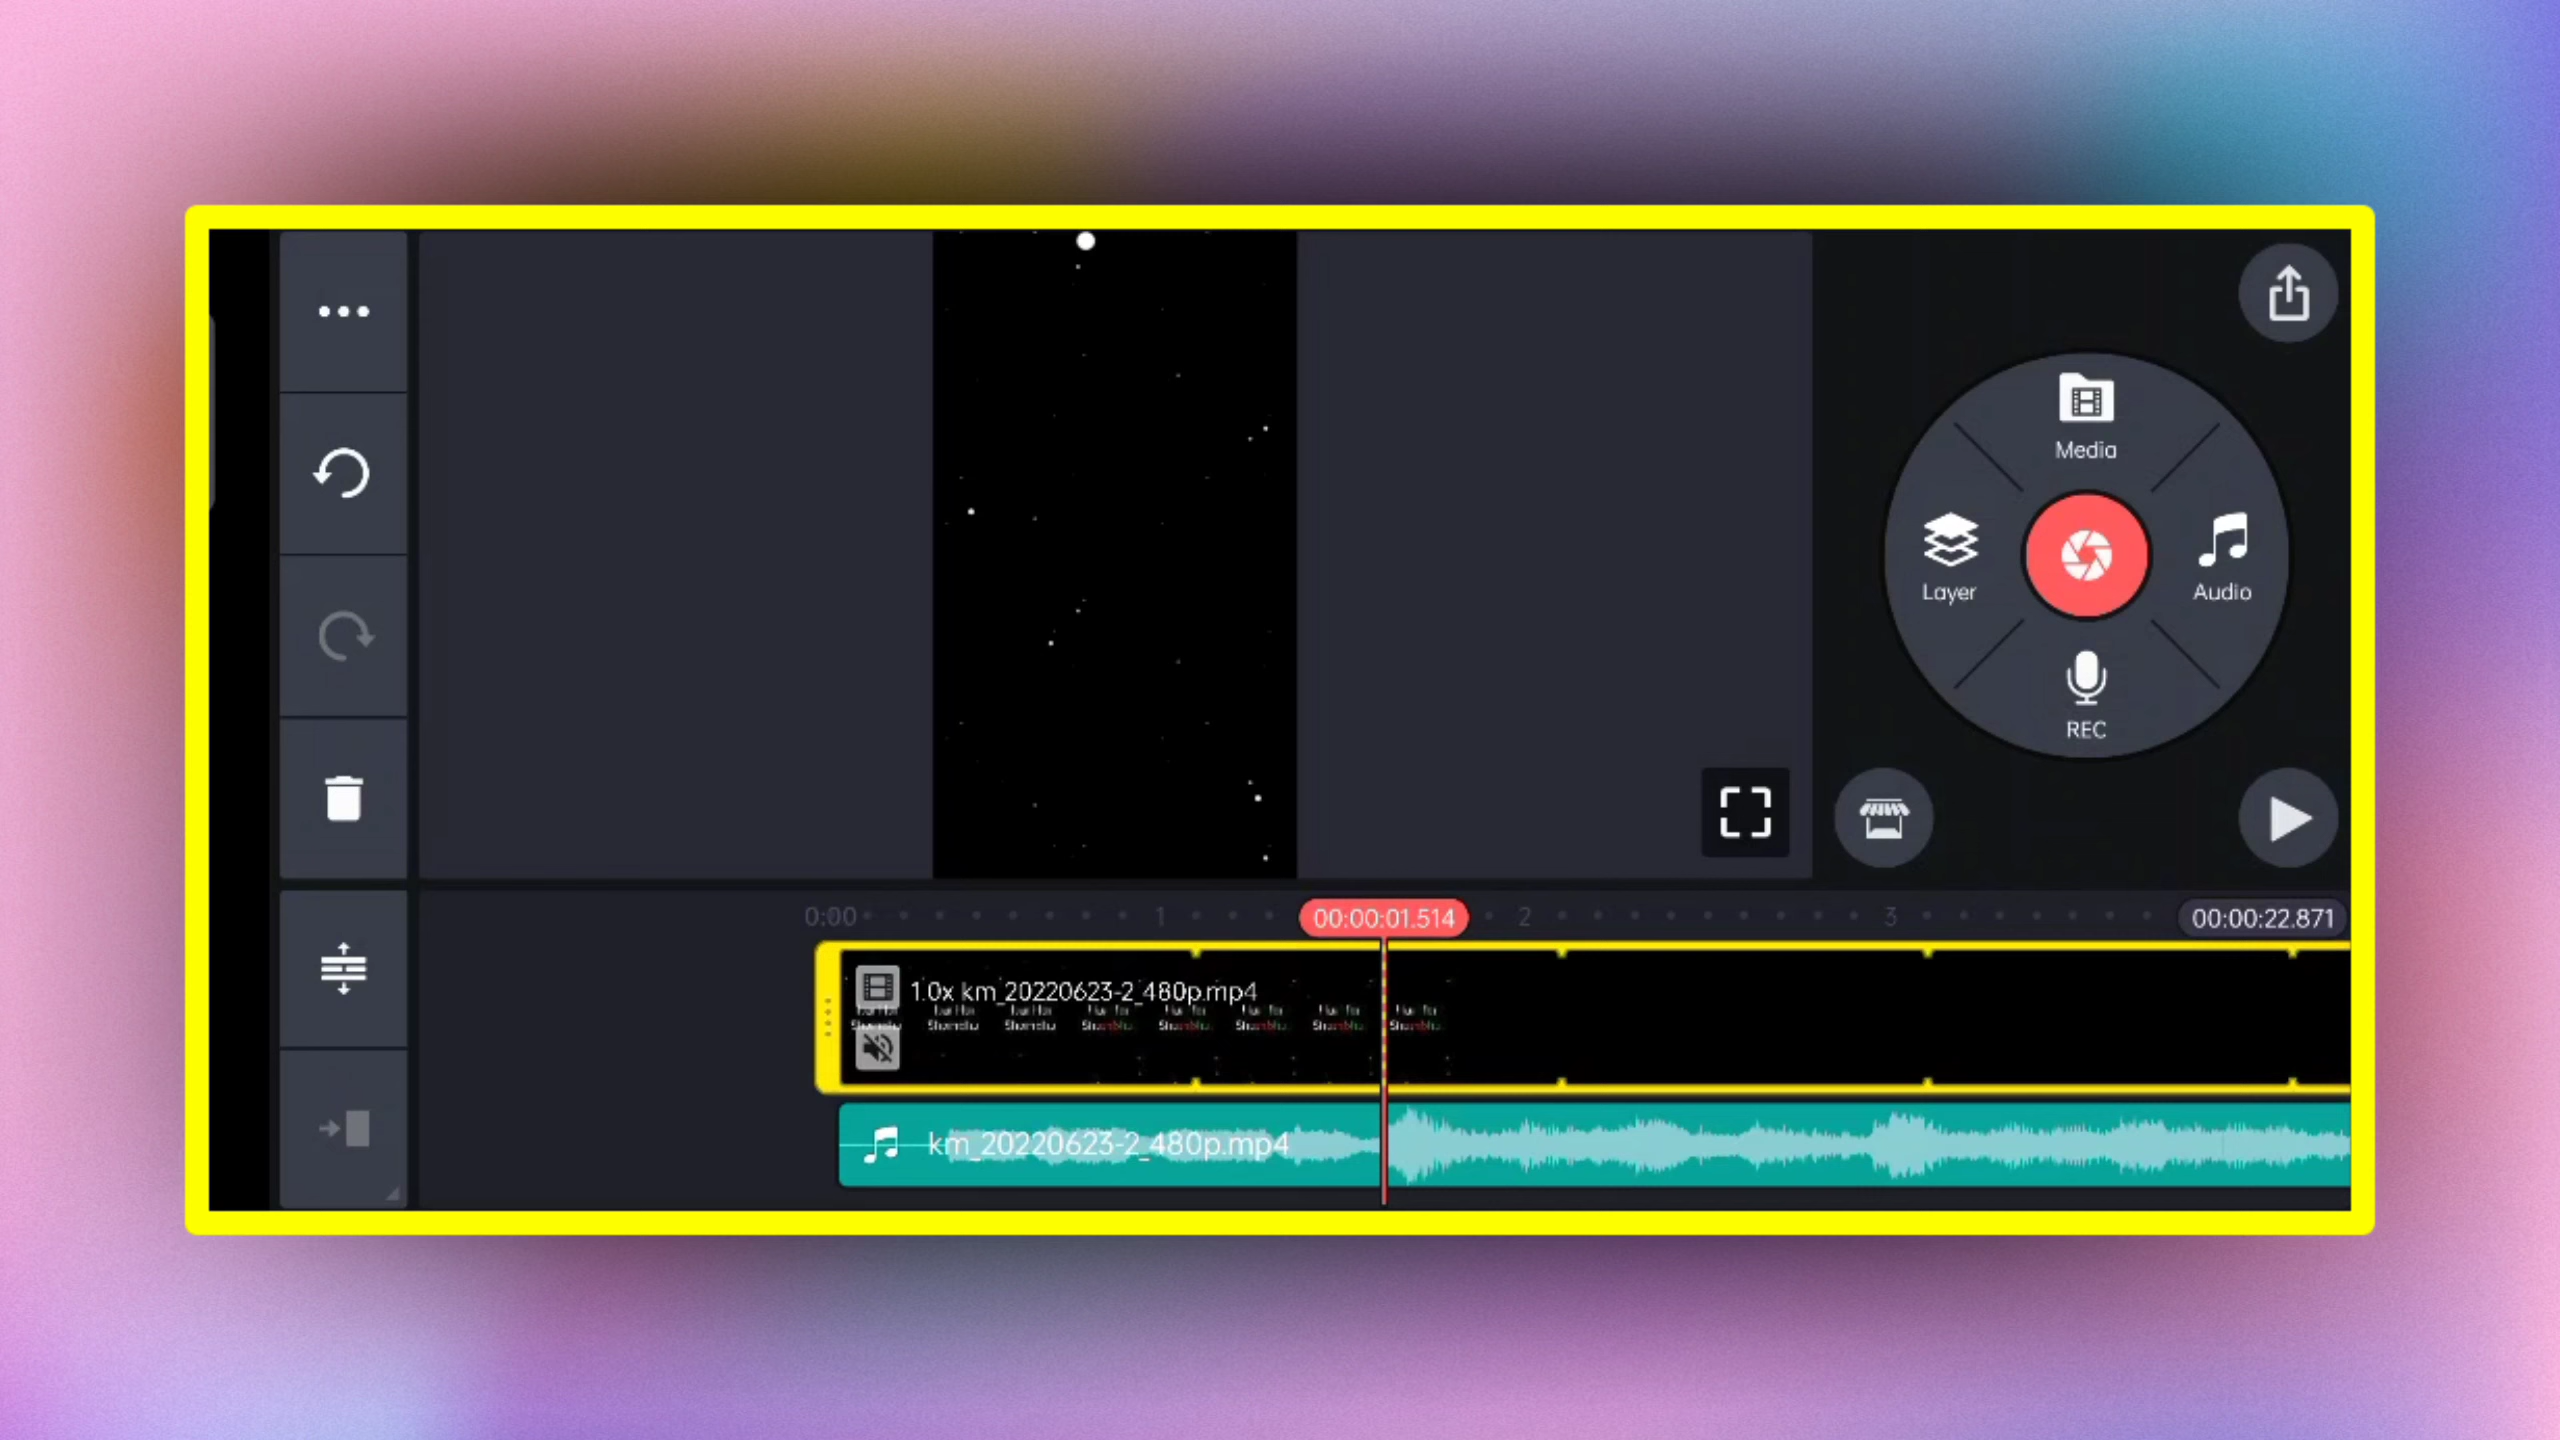 Media
Layer
Audio
REC
0:00
1
00:00:01.514
2
3
00:00:22.871
1.0x km_20220623-2_480p.mp4
km_20220623-2_480p.mp4